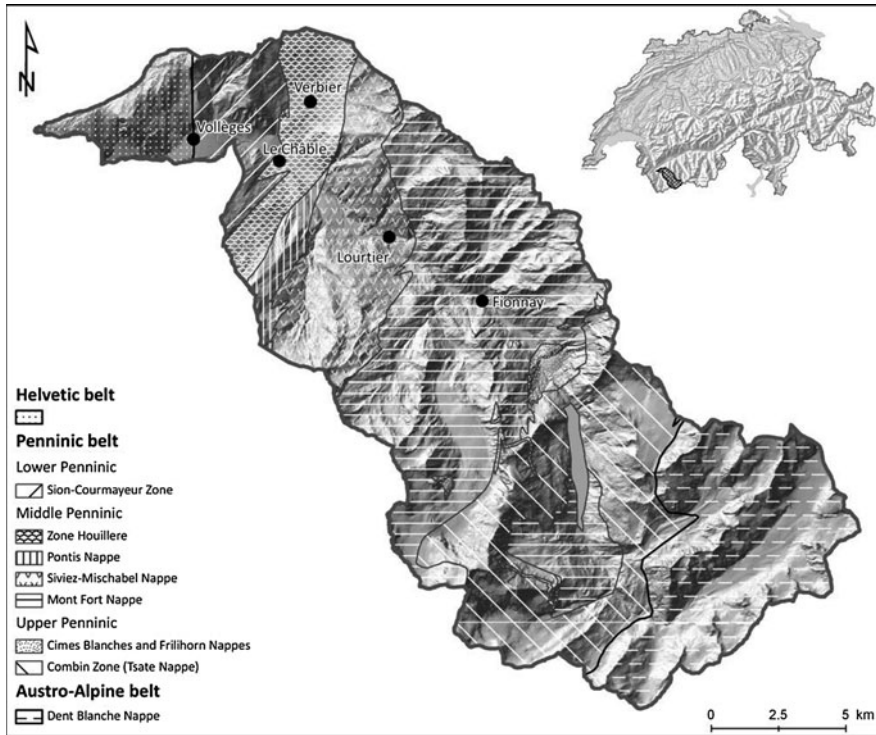 N
Verbier
Vollèges
Le Châble
Lourtier
Fionnay
Helvetic belt
Penninic belt
Lower Penninic
Sion-Courmayeur Zone
Middle Penninic
Zone Houillere
Pontis Nappe
Siviez-Mischabel Nappe
Mont Fort Nappe
Upper Penninic
Cimes Blanches and Frilihorn Nappes
Combin Zone (Tsate Nappe)
Austro-Alpine belt
Dent Blanche Nappe
0 2.5 5 km